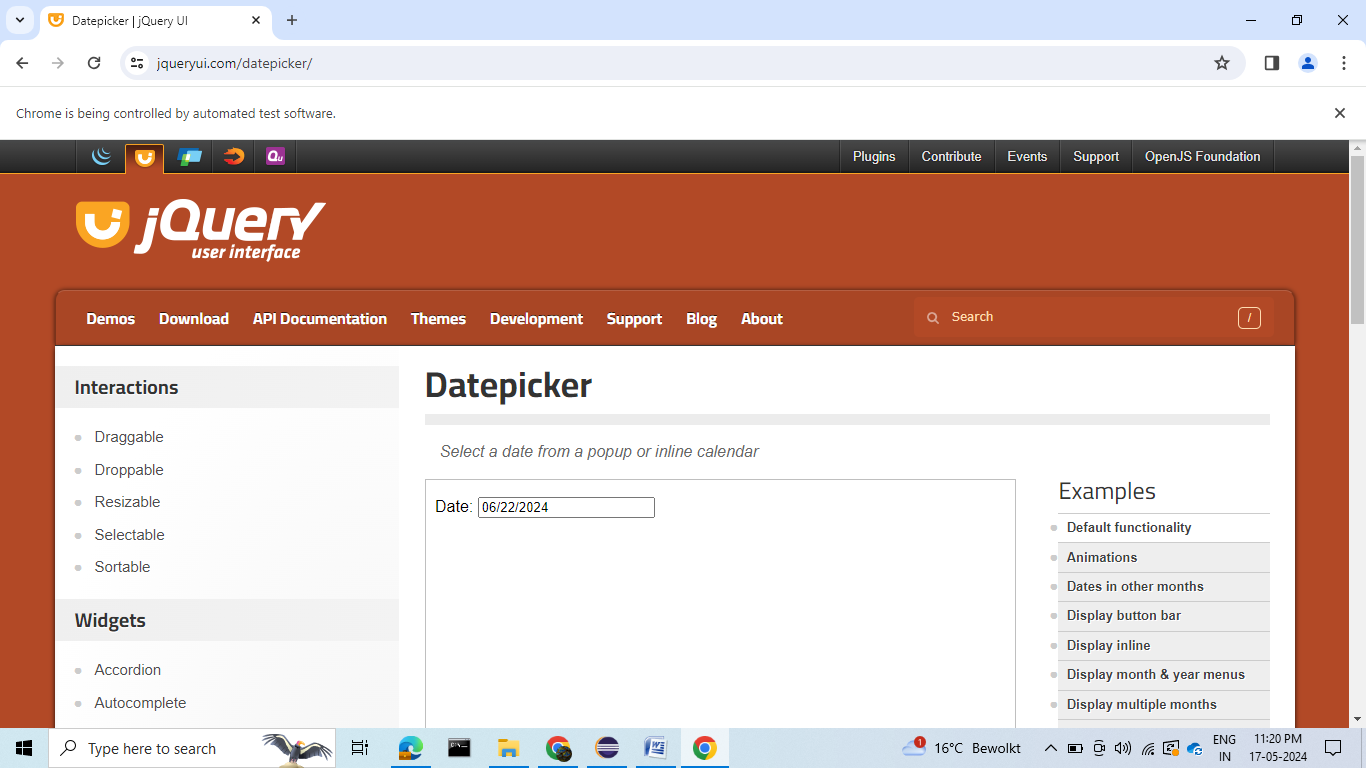 Datepicker | jQuery UI
jqueryui.com/datepicker/
Chrome is being controlled by automated test software.
Qu
Plugins Contribute Events Support OpenJS Foundation
jQuery
user interface
Demos Download API Documentation Themes Development Support Blog About Search /
Interactions
Draggable
Droppable
Resizable
Selectable
Sortable
Widgets
Accordion
Autocomplete
Datepicker
Select a date from a popup or inline calendar
Date: 06/22/2024
Examples
Default functionality
Animations
Dates in other months
Display button bar
Display inline
Display month & year menus
Display multiple months
Type here to search
W
1
16°C Bewolkt
ENG
IN
11:20 PM
17-05-2024